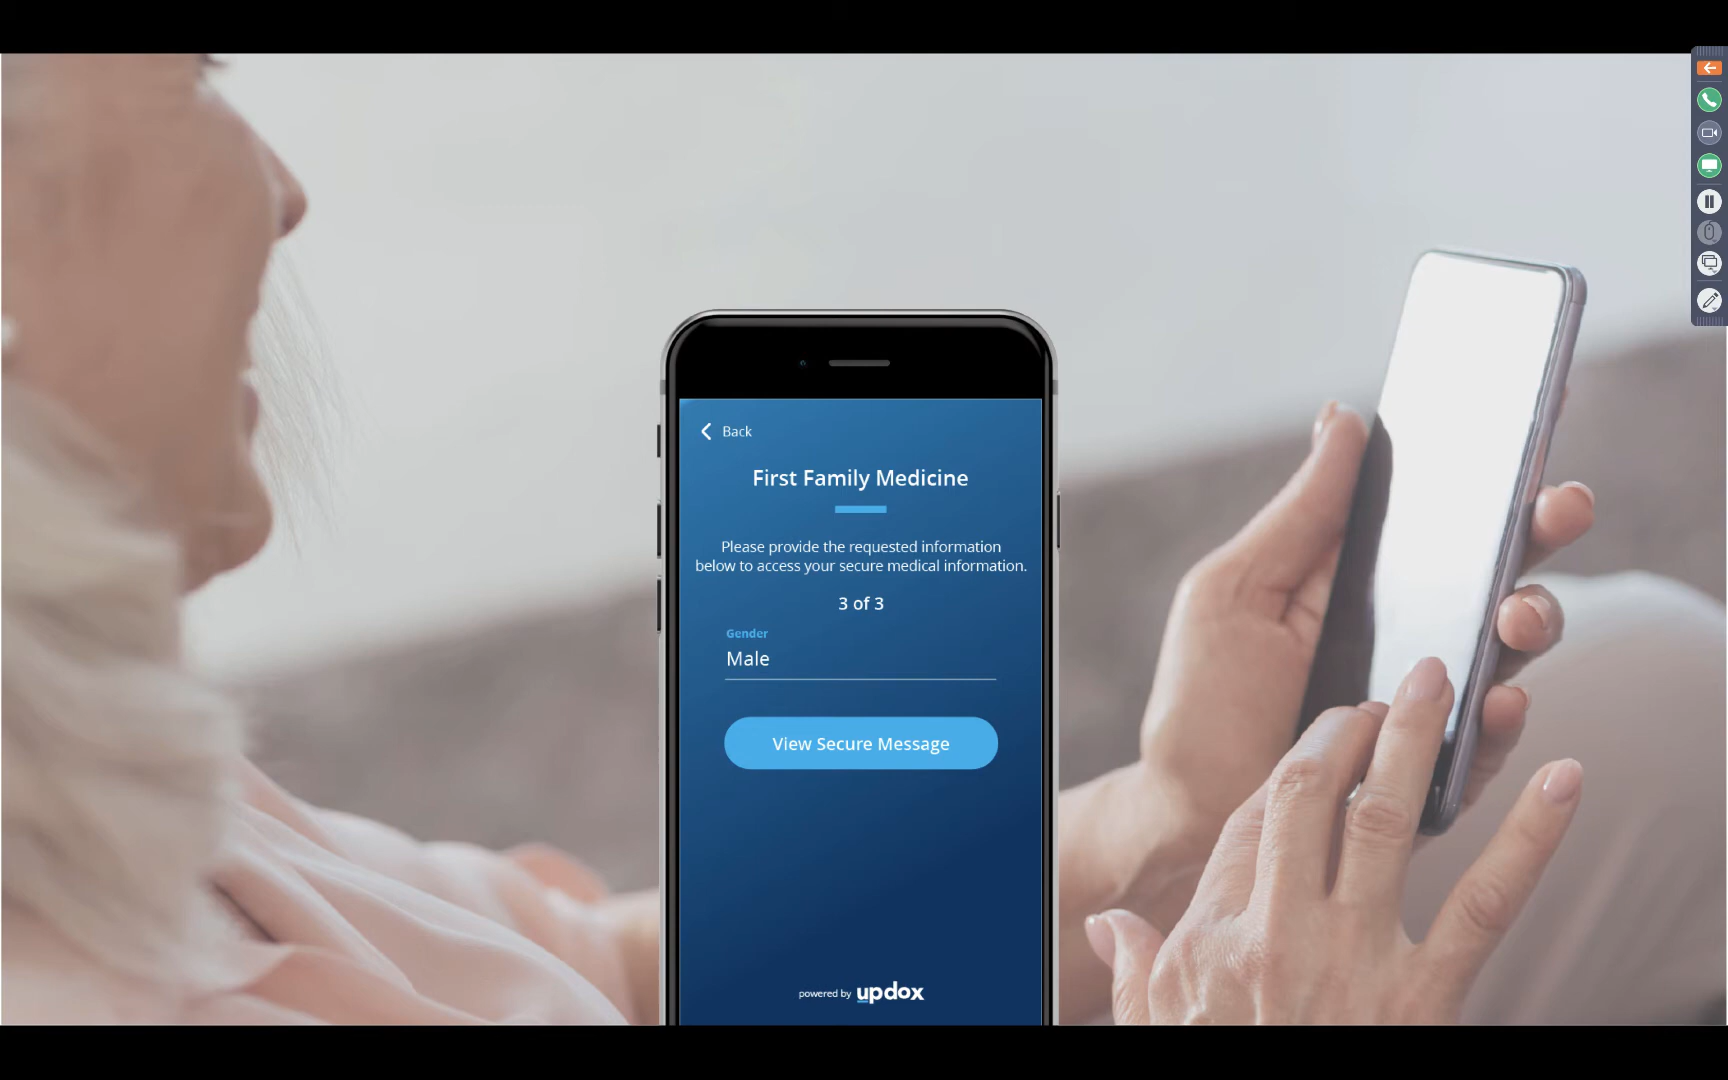 Back
First Family Medicine
Please provide the requested information
below to access your secure medical information.
3 of 3
Gender
Male
View Secure Message
powered by updox